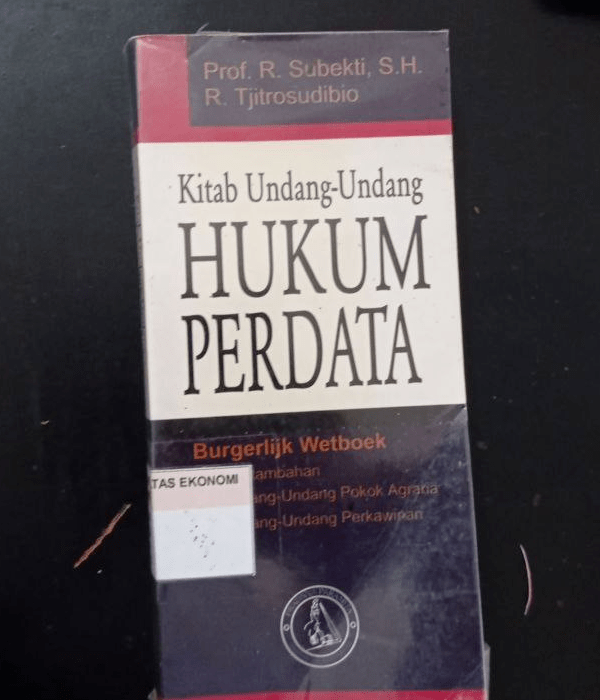 Prof. R. Subekti, S.H.
R. Tjitrosudibio
Kitab Undang-Undang
HUKUM
PERDATA
Burgerlijk Wetboek
ambahan
TAS EKONOMI
ang-Undang Pokok Agraria
ang-Undang Perkawinan